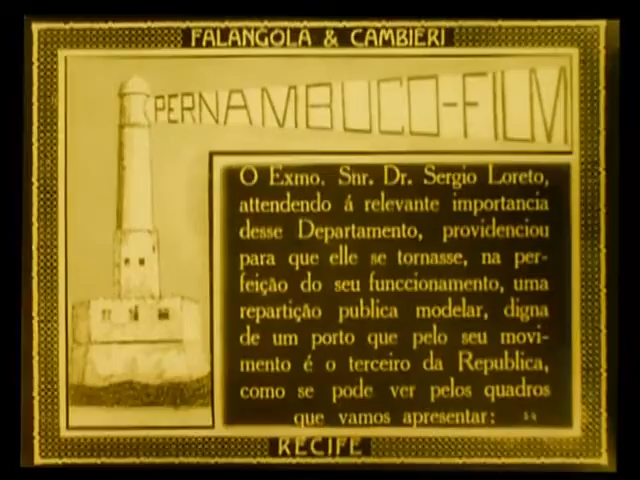 FALANGOLA & CAMBIERI
PERNAMBUCO-FILM
O Exmo. Snr. Dr. Sergio Loreto,
attendendo á relevante importancia
desse Departamento, providenciou
para que elle se tornasse, na per-
feição do seu funccionamento, uma
repartição publica modelar, digna
de um porto que pelo seu movi-
mento é o terceiro da Republica,
como se pode ver pelos quadros
que vamos apresentar:
RECIFE